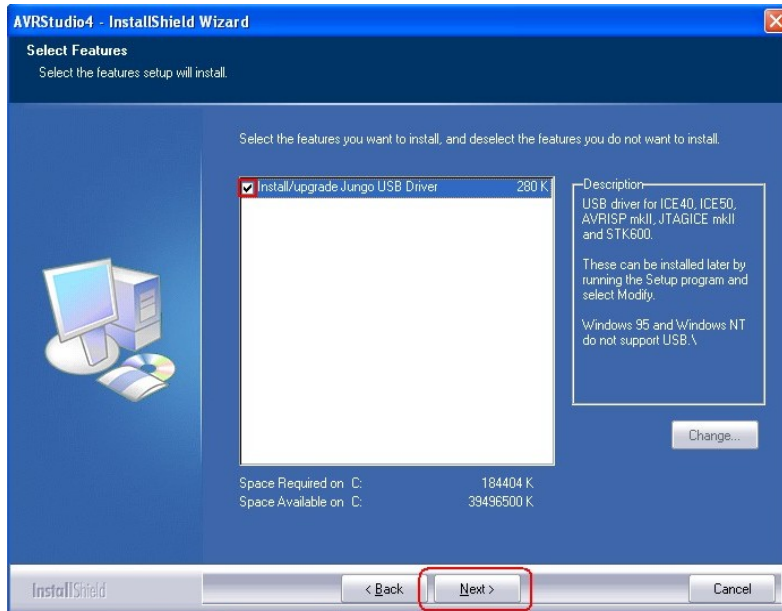 AVRStudio4 - InstallShield Wizard
Select Features
Select the features setup will install.
Select the features you want to install, and deselect the features you do not want to install.
Install/upgrade Jungo USB Driver 280 K
Description
USB driver for ICE40, ICE50,
AVRISP mkII, JTAGICE mkII
and STK600.
These can be installed later by
running the Setup program and
select Modify.
Windows 95 and Windows NT
do not support USB.\
Change...
Space Required on C: 184404 K
Space Available on C: 39496500 K
InstallShield
< Back
Next >
Cancel